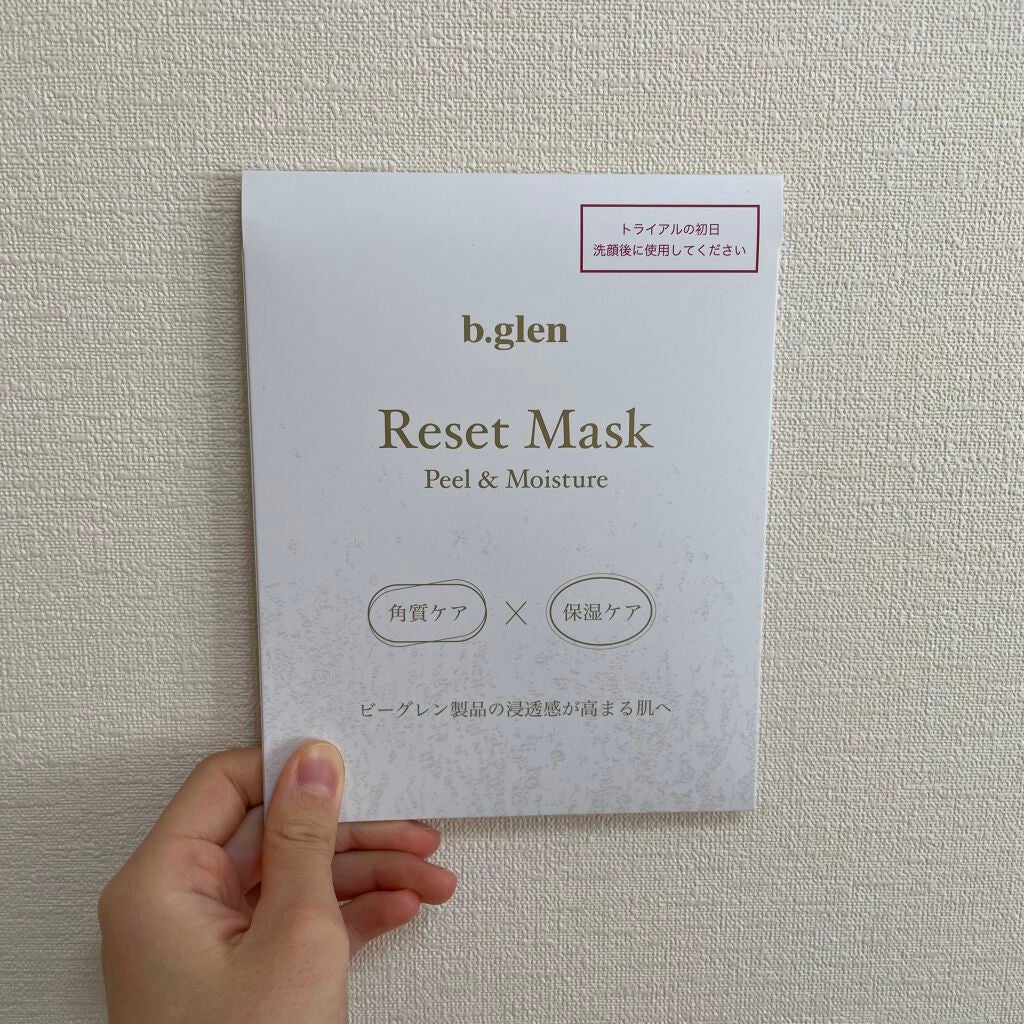 トライアルの初日
洗顔後に使用してください
b.glen
Reset Mask
Peel & Moisture
角質ケア × 保湿ケア
ビーグレン製品の浸透感が高まる肌へ